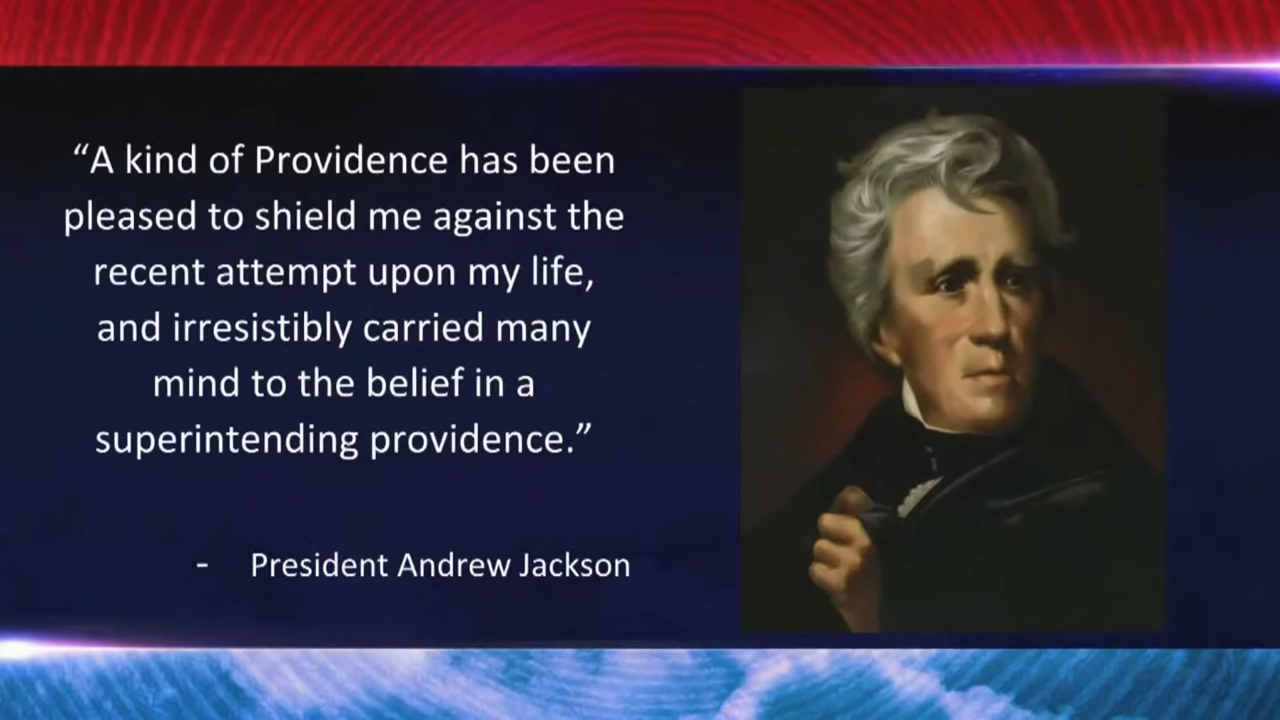 “A kind of Providence has been
pleased to shield me against the
recent attempt upon my life,
and irresistibly carried many
mind to the belief in a
superintending providence.”
- President Andrew Jackson